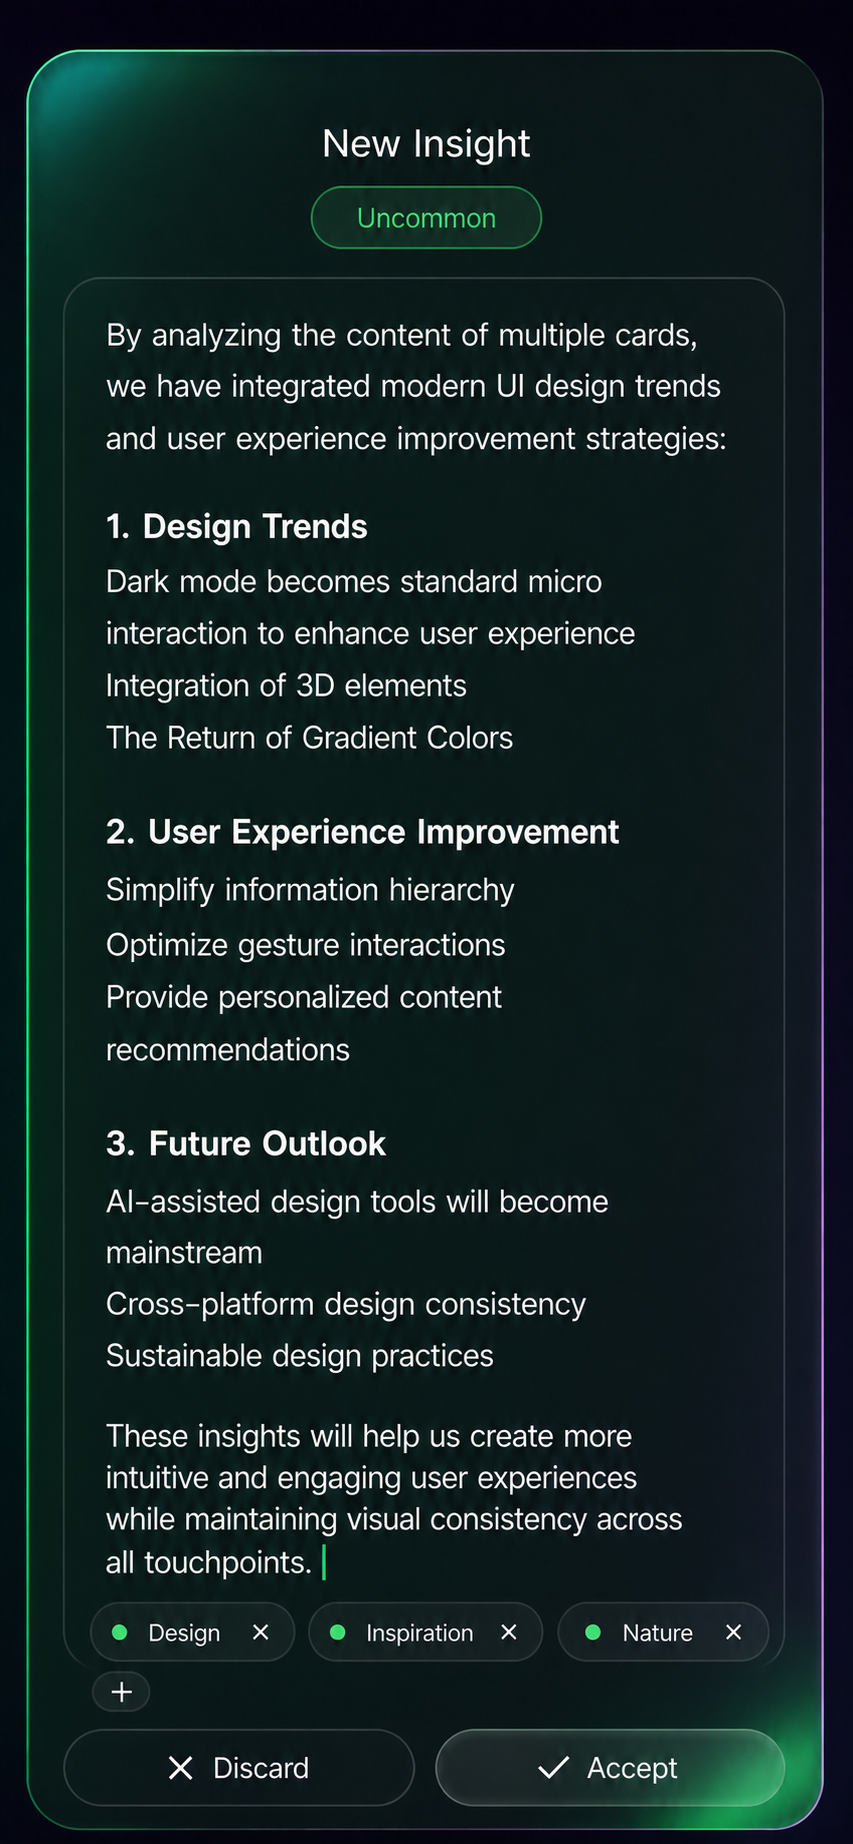 New Insight
Uncommon
By analyzing the content of multiple cards,
we have integrated modern UI design trends
and user experience improvement strategies:
1. Design Trends
Dark mode becomes standard micro
interaction to enhance user experience
Integration of 3D elements
The Return of Gradient Colors
2. User Experience Improvement
Simplify information hierarchy
Optimize gesture interactions
Provide personalized content
recommendations
3. Future Outlook
AI-assisted design tools will become
mainstream
Cross-platform design consistency
Sustainable design practices
These insights will help us create more
intuitive and engaging user experiences
while maintaining visual consistency across
all touchpoints.
Design Inspiration Nature
Discard Accept